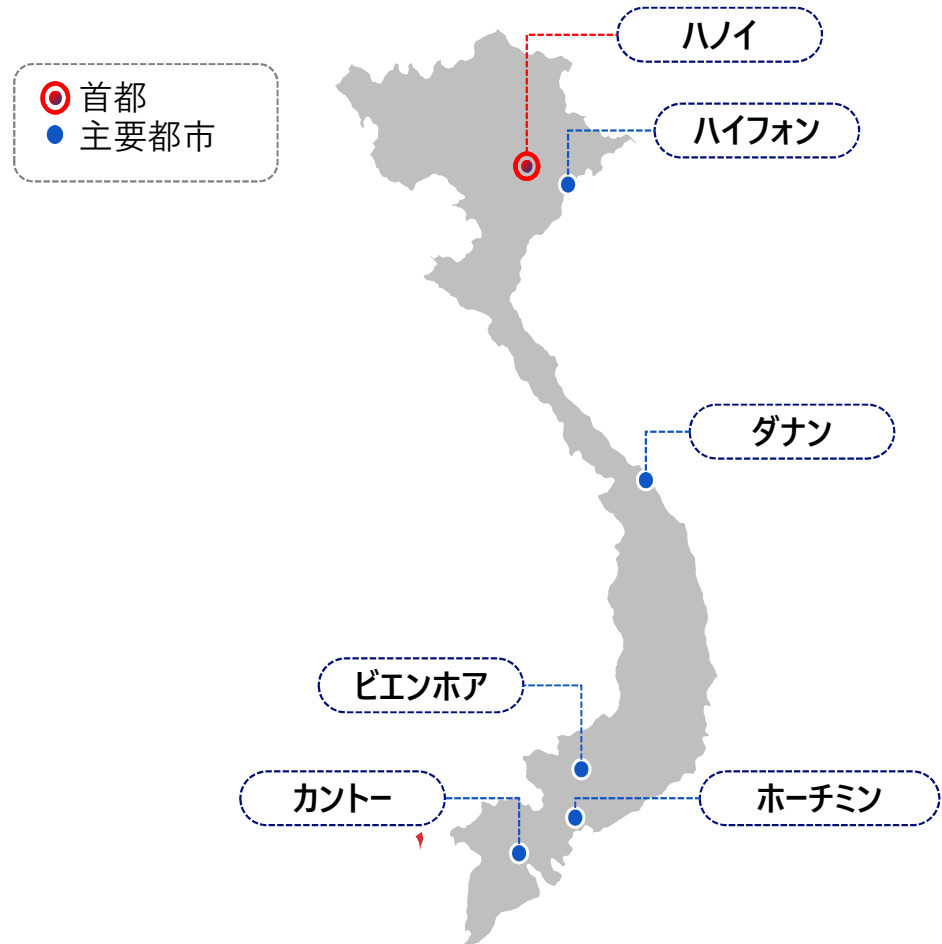 ハノイ
首都
主要都市
ハイフォン
ダナン
ビエンホア
カントー
ホーチミン